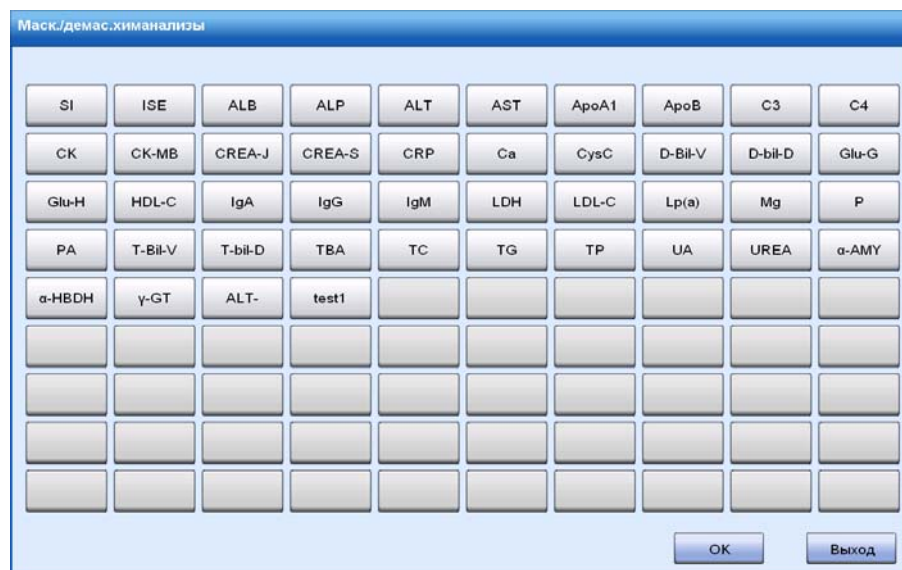 Маск./демас.химанализы
SI ISE ALB ALP ALT AST ApoA1 ApoB C3 C4
CK CK-MB CREA-J CREA-S CRP Ca CysC D-Bil-V D-bil-D Glu-G
Glu-H HDL-C IgA IgG IgM LDH LDL-C Lp(a) Mg P
PA T-Bil-V T-bil-D TBA TC TG TP UA UREA α-AMY
α-HBDH γ-GT ALT- test1
OK Выход